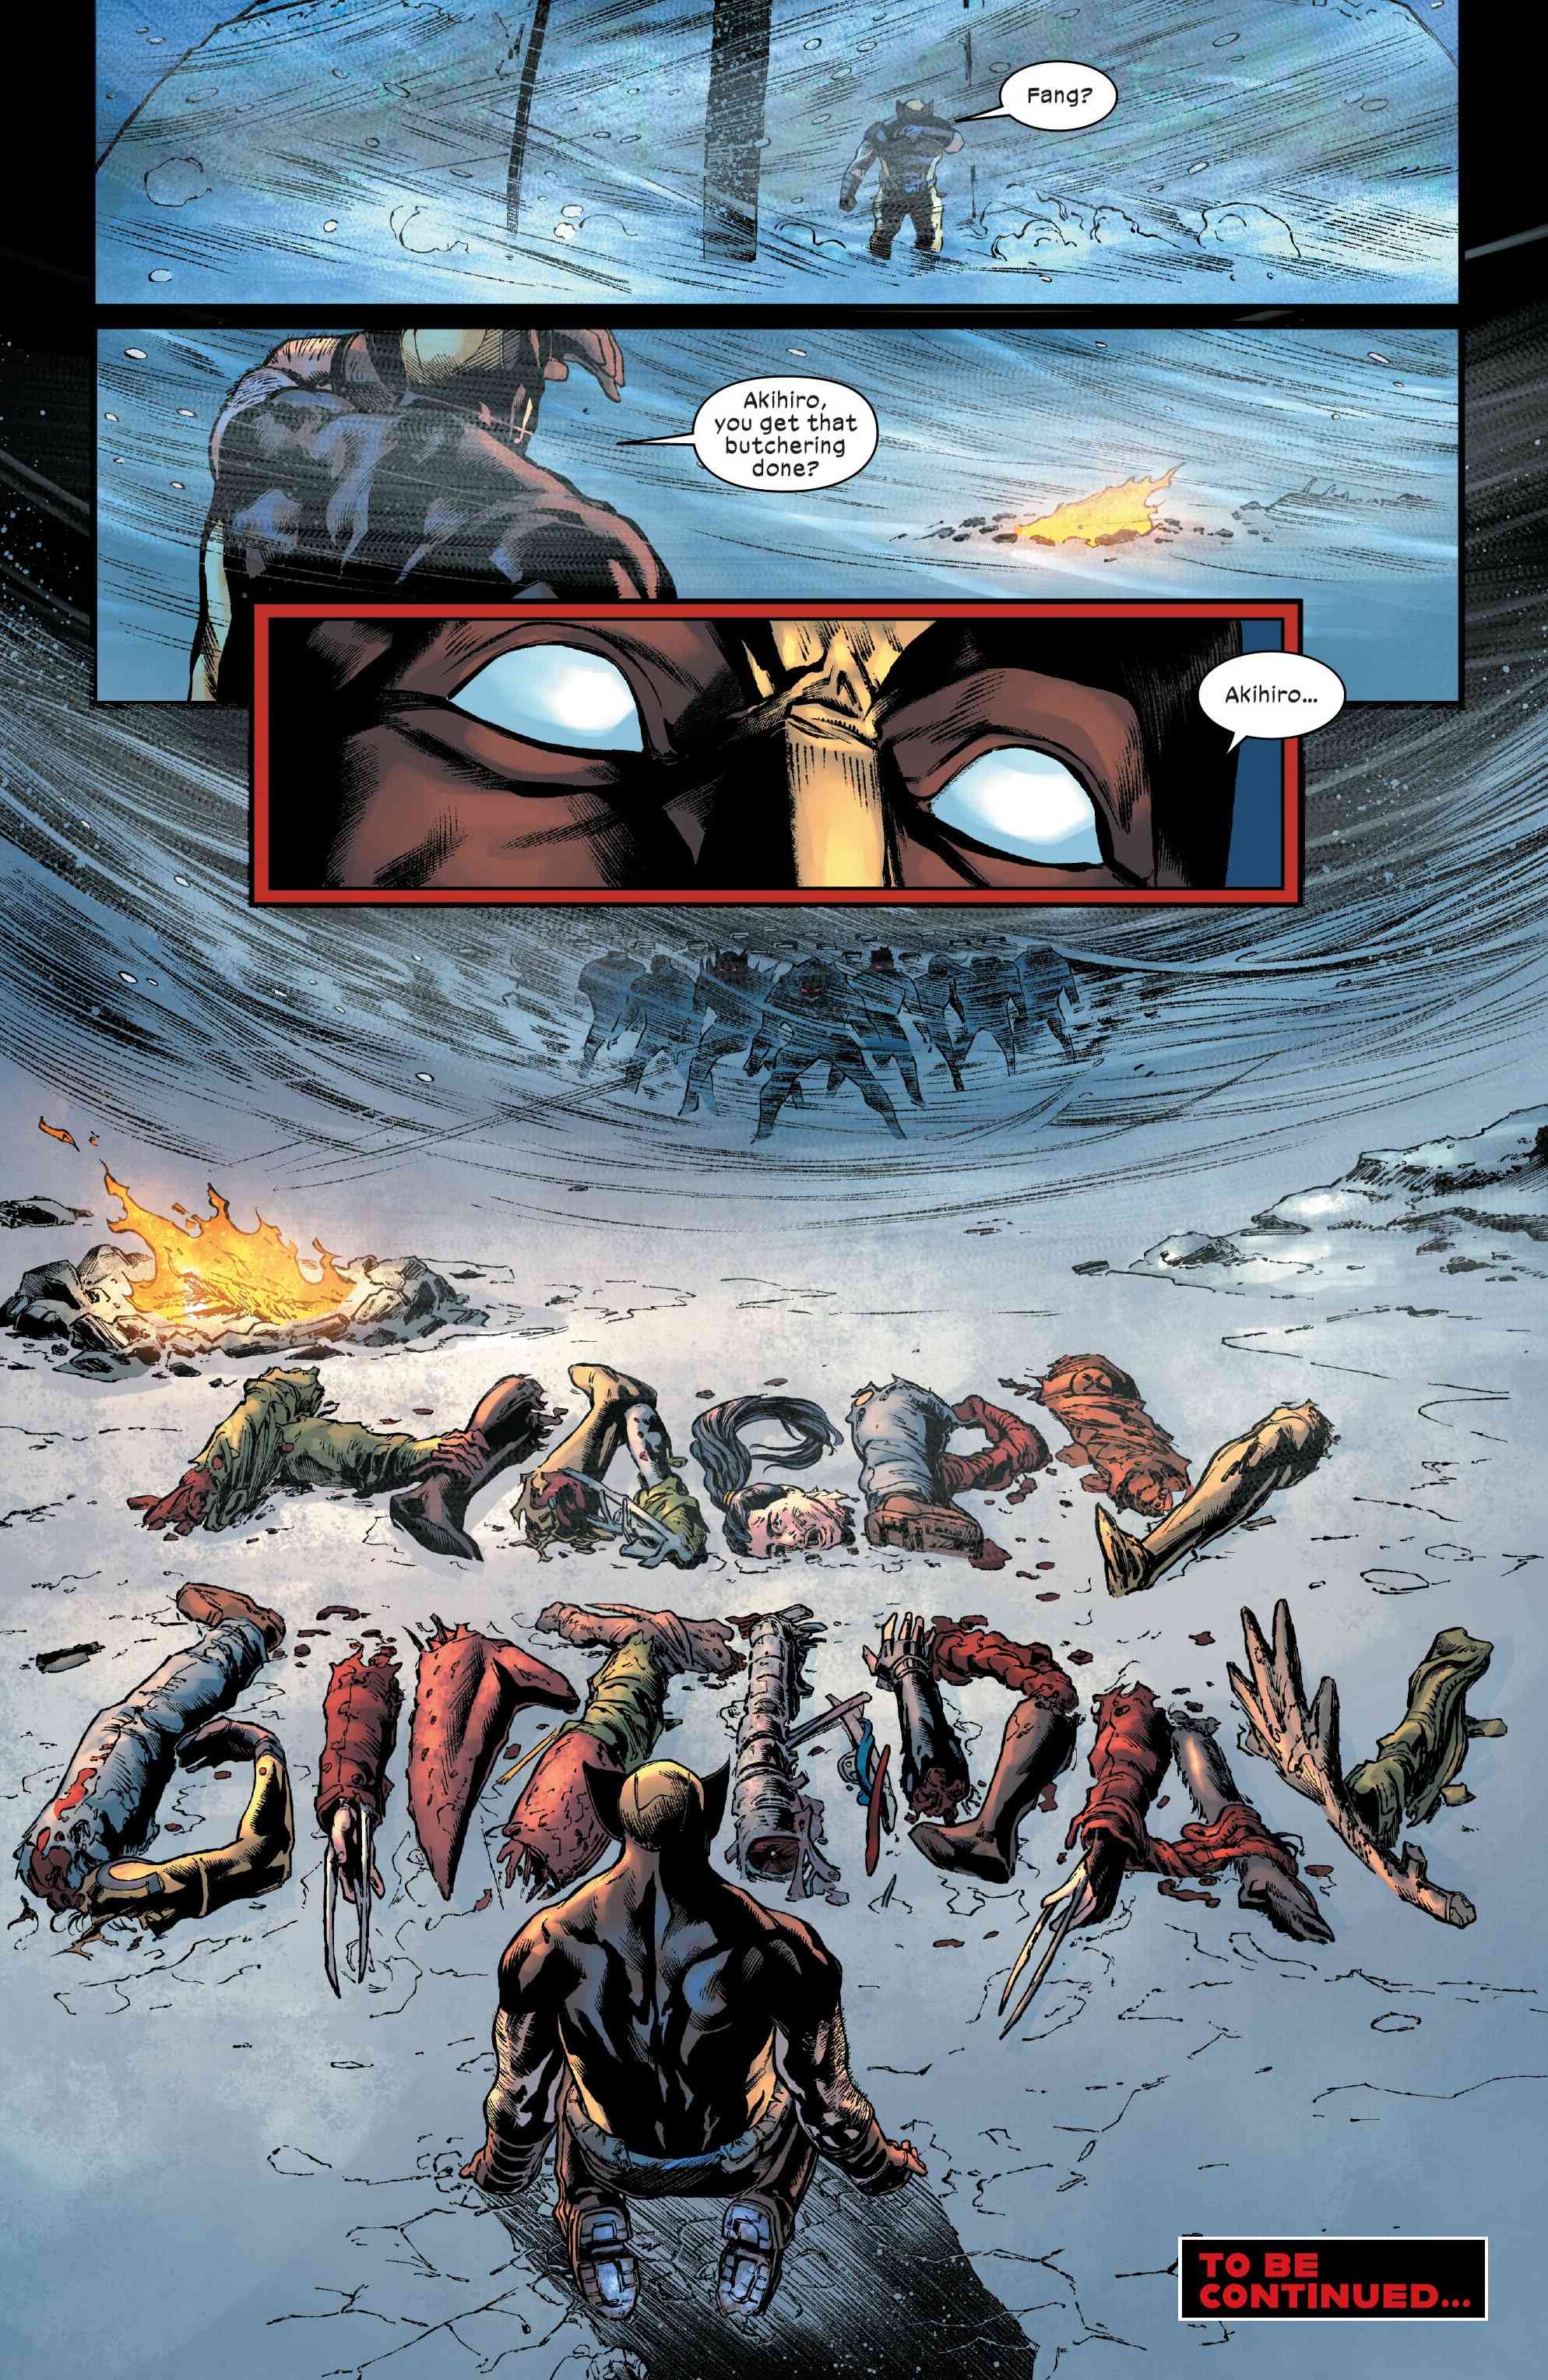 Fang?
Akihiro,
you get that
butchering
done?
Akihiro...
HAPPY
BIRTHDAY
TO BE
CONTINUED...